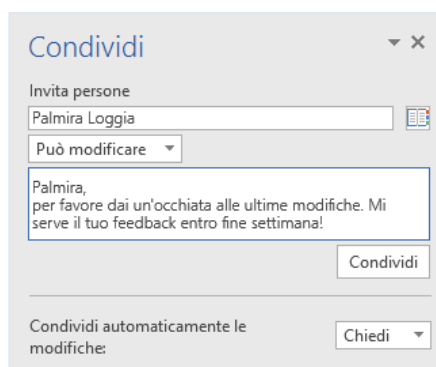 Condividi
Invita persone
Palmira Loggia
Può modificare
Palmira,
per favore dai un'occhiata alle ultime modifiche. Mi
serve il tuo feedback entro fine settimana!
Condividi
Condividi automaticamente le
modifiche:
Chiedi